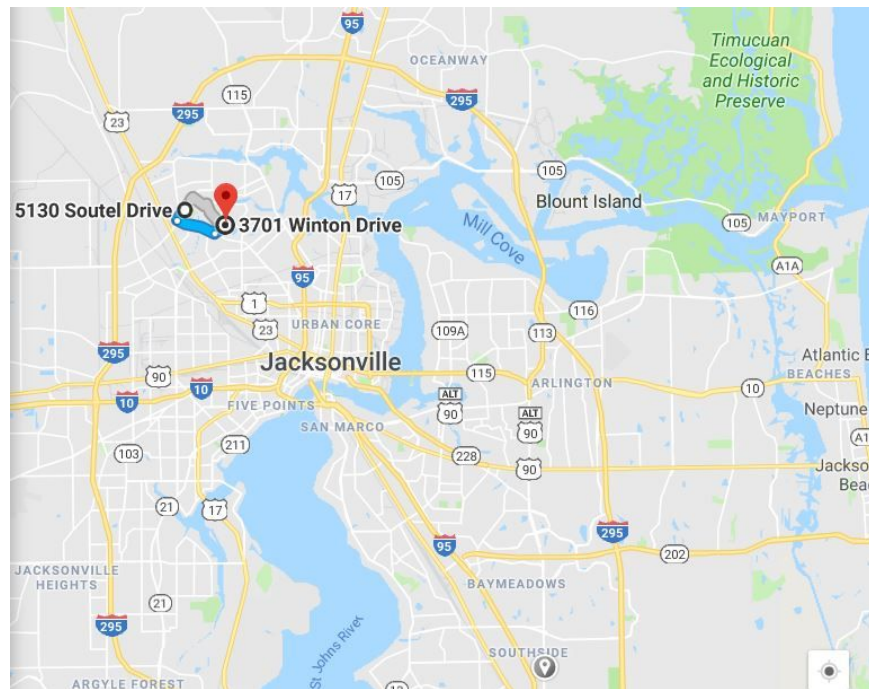 95
OCEANWAY
Timucuan
Ecological
and Historic
Preserve
115
295
295
23
105
105
17
5130 Soutel Drive
3701 Winton Drive
Blount Island
105
MAYPORT
Mill Cove
A1A
95
1
116
23
URBAN CORE
109A
113
295
Jacksonville
Atlantic B
BEACHES
90
115
ARLINGTON
10
10
10
ALT
90
ALT
90
Neptune
FIVE POINTS
SAN MARCO
A1
103
211
228
90
Jackson
Bea
21
17
295
95
202
JACKSONVILLE
HEIGHTS
BAYMEADOWS
21
295
St Johns River
SOUTHSIDE
ARGYLE FOREST
13